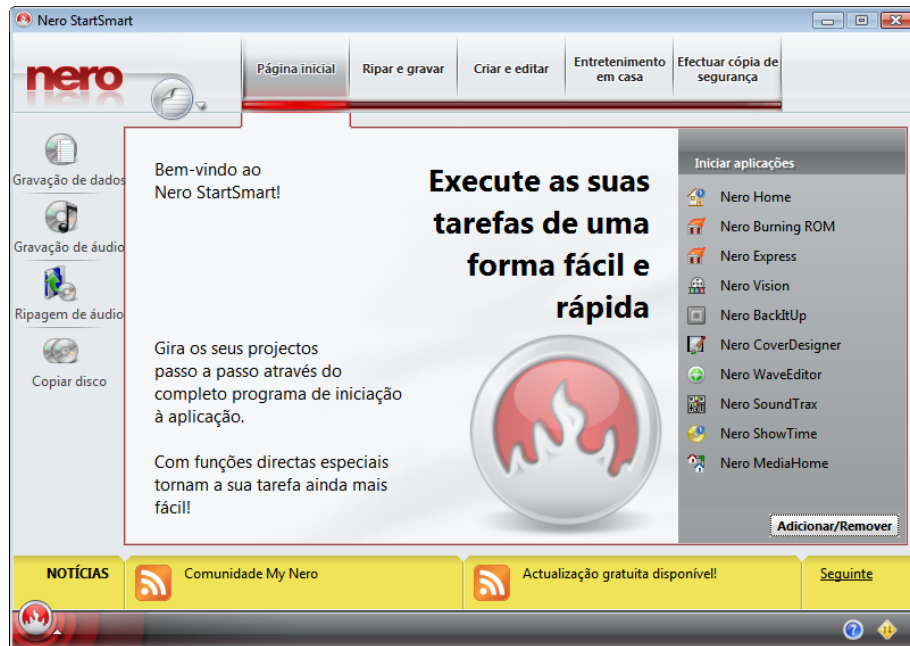 Nero StartSmart
nero
Página inicial
Ripar e gravar
Criar e editar
Entretenimento
em casa
Efectuar cópia de
segurança
Gravação de dados
Gravação de áudio
Ripagem de áudio
Copiar disco
Bem-vindo ao
Nero StartSmart!
Execute as suas
tarefas de uma
forma fácil e
rápida
Gira os seus projectos
passo a passo através do
completo programa de iniciação
à aplicação.
Com funções directas especiais
tornam a sua tarefa ainda mais
fácil!
Iniciar aplicações
Nero Home
Nero Burning ROM
Nero Express
Nero Vision
Nero BackItUp
Nero CoverDesigner
Nero WaveEditor
Nero SoundTrax
Nero ShowTime
Nero MediaHome
Adicionar/Remover
NOTÍCIAS
Comunidade My Nero
Actualização gratuita disponível!
Seguinte